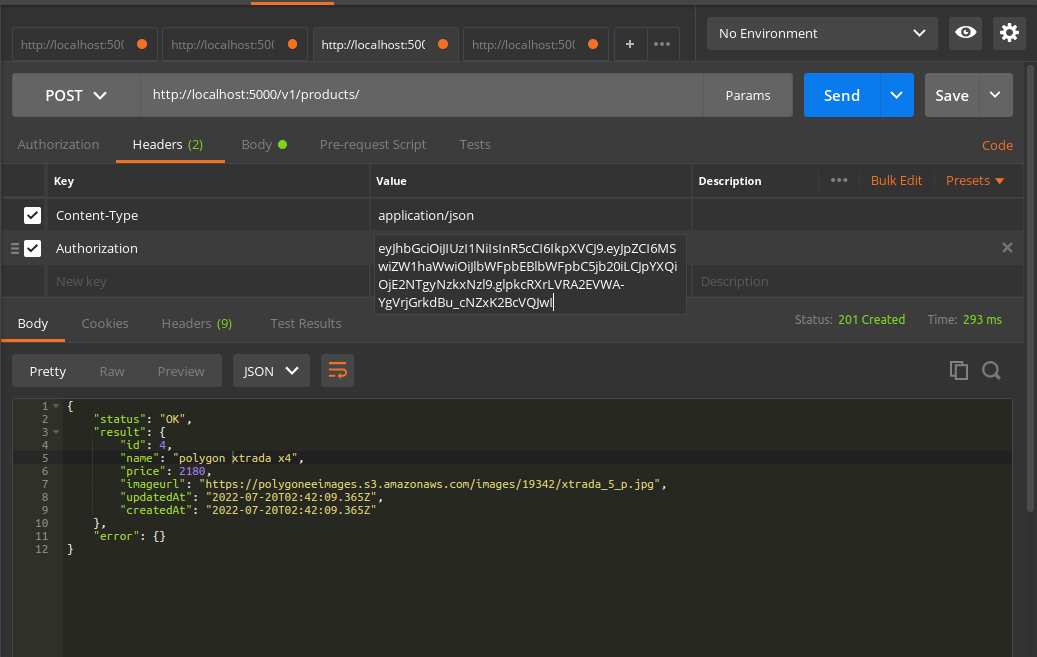 http://localhost:500
http://localhost:500
http://localhost:500
http://localhost:500
+
•••
No Environment
POST
http://localhost:5000/v1/products/
Params
Send
Save
Authorization
Headers (2)
Body
Pre-request Script
Tests
Code
Key
Value
Description
•••
Bulk Edit
Presets
Content-Type
application/json
Authorization
eyJhbGciOiJIUzI1NiIsInR5cCI6IkpXVCJ9.eyJpZCI6MS
wiZW1haWwiOiJlbWFpbEBlbWFpbC5jb20iLCJpYXQi
OjE2NTgyNzkxNzl9.glpkcRXrLVRA2EVWA-
YgVrjGrkdBu_cNZxK2BcVQJwI
New key
Description
Body
Cookies
Headers (9)
Test Results
Status: 201 Created
Time: 293 ms
Pretty
Raw
Preview
JSON
1 {
2 "status": "OK",
3 "result": {
4 "id": 4,
5 "name": "polygon xtrada x4",
6 "price": 2180,
7 "imageurl": "https://polygoneeimages.s3.amazonaws.com/images/19342/xtrada_5_p.jpg",
8 "updatedAt": "2022-07-20T02:42:09.365Z",
9 "createdAt": "2022-07-20T02:42:09.365Z"
10 },
11 "error": {}
12 }